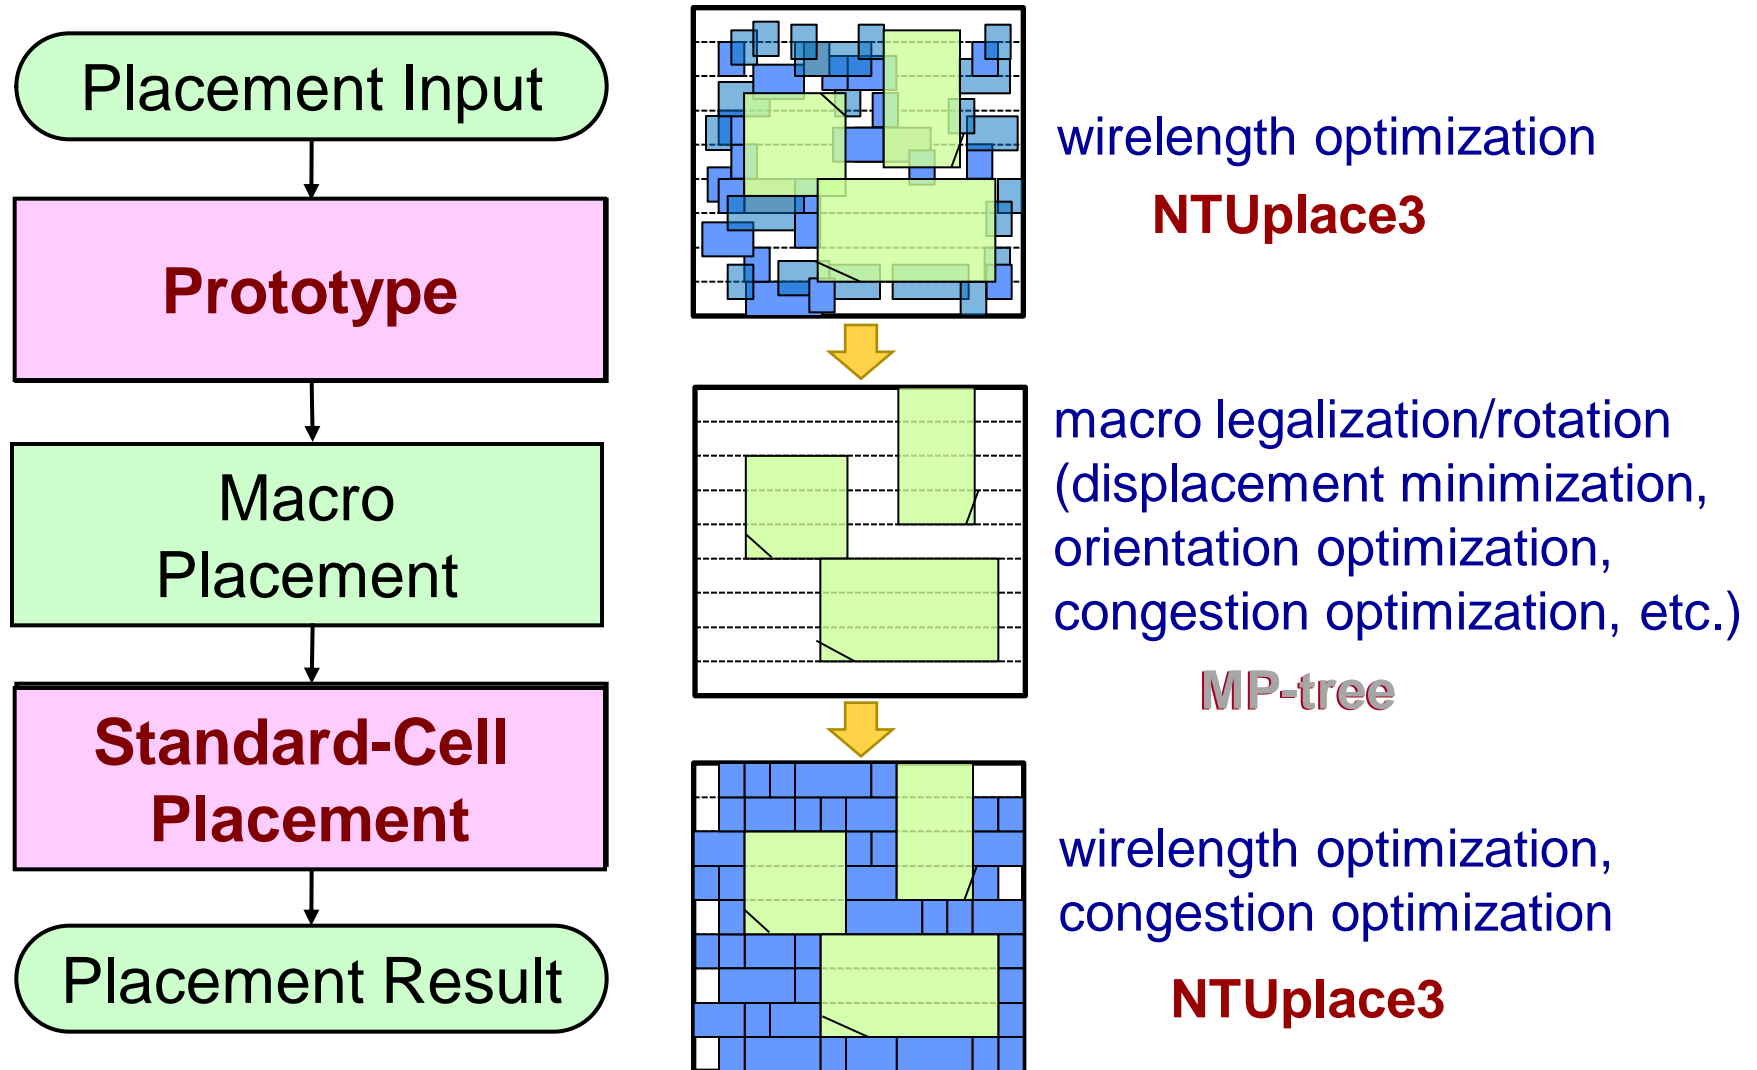 Placement Input
Prototype
Macro
Placement
Standard-Cell
Placement
Placement Result
wirelength optimization
NTUplace3
macro legalization/rotation
(displacement minimization,
orientation optimization,
congestion optimization, etc.)
MP-tree
wirelength optimization,
congestion optimization
NTUplace3